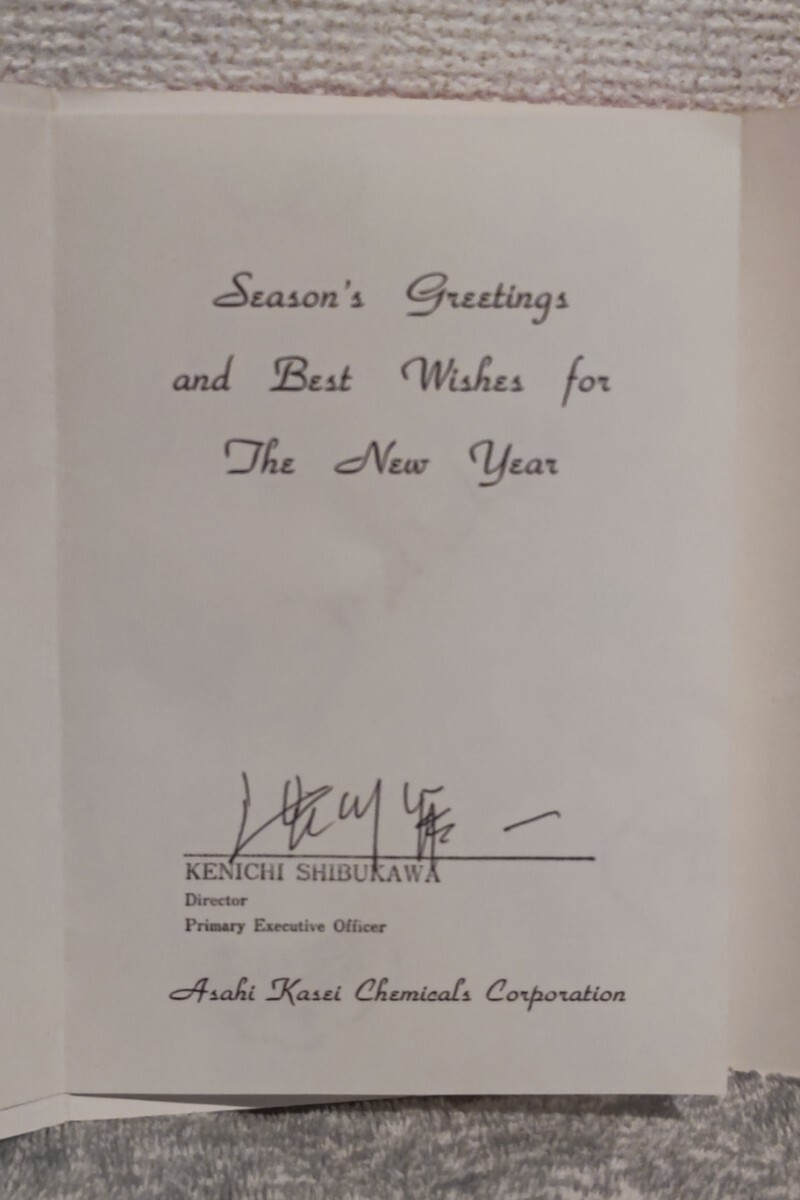 Season's Greetings
and Best Wishes for
The New Year
KENICHI SHIBUKAWA
Director
Primary Executive Officer
Asahi Kasei Chemicals Corporation